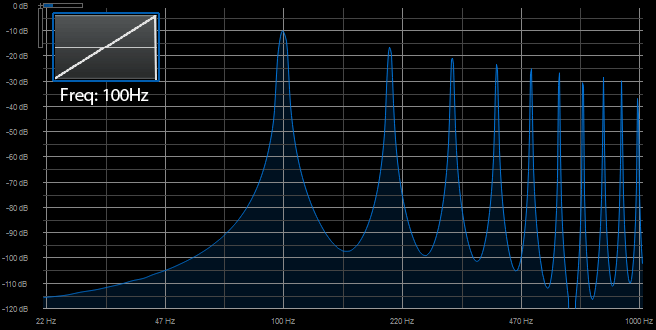 0 dB
-10 dB
Freq: 100Hz
-20 dB
-30 dB
-40 dB
-50 dB
-60 dB
-70 dB
-80 dB
-90 dB
-100 dB
-110 dB
-120 dB
22 Hz 47 Hz 100 Hz 220 Hz 470 Hz 1000 Hz